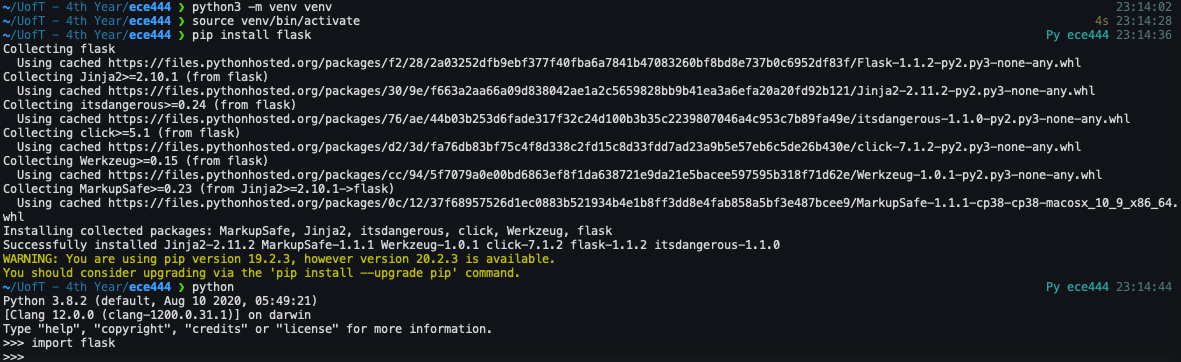 ~/UofT - 4th Year/ece444 ❯ python3 -m venv venv 23:14:02
~/UofT - 4th Year/ece444 ❯ source venv/bin/activate 4s 23:14:28
~/UofT - 4th Year/ece444 ❯ pip install flask Py ece444 23:14:36
Collecting flask
  Using cached https://files.pythonhosted.org/packages/f2/28/2a03252dfb9ebf377f40fba6a7841b47083260bf8bd8e737b0c6952df83f/Flask-1.1.2-py2.py3-none-any.whl
Collecting Jinja2>=2.10.1 (from flask)
  Using cached https://files.pythonhosted.org/packages/30/9e/f663a2aa66a09d838042ae1a2c5659828bb9b41ea3a6efa20a20fd92b121/Jinja2-2.11.2-py2.py3-none-any.whl
Collecting itsdangerous>=0.24 (from flask)
  Using cached https://files.pythonhosted.org/packages/76/ae/44b03b253d6fade317f32c24d100b3b35c2239807046a4c953c7b89fa49e/itsdangerous-1.1.0-py2.py3-none-any.whl
Collecting click>=5.1 (from flask)
  Using cached https://files.pythonhosted.org/packages/d2/3d/fa76db83bf75c4f8d338c2fd15c8d33fdd7ad23a9b5e57eb6c5de26b430e/click-7.1.2-py2.py3-none-any.whl
Collecting Werkzeug>=0.15 (from flask)
  Using cached https://files.pythonhosted.org/packages/cc/94/5f7079a0e00bd6863ef8f1da638721e9da21e5bacee597595b318f71d62e/Werkzeug-1.0.1-py2.py3-none-any.whl
Collecting MarkupSafe>=0.23 (from Jinja2>=2.10.1->flask)
  Using cached https://files.pythonhosted.org/packages/0c/12/37f68957526d1ec0883b521934b4e1b8ff3dd8e4fab858a5bf3e487bcee9/MarkupSafe-1.1.1-cp38-cp38-macosx_10_9_x86_64.
whl
Installing collected packages: MarkupSafe, Jinja2, itsdangerous, click, Werkzeug, flask
Successfully installed Jinja2-2.11.2 MarkupSafe-1.1.1 Werkzeug-1.0.1 click-7.1.2 flask-1.1.2 itsdangerous-1.1.0
WARNING: You are using pip version 19.2.3, however version 20.2.3 is available.
You should consider upgrading via the 'pip install --upgrade pip' command.
~/UofT - 4th Year/ece444 ❯ python Py ece444 23:14:44
Python 3.8.2 (default, Aug 10 2020, 05:49:21)
[Clang 12.0.0 (clang-1200.0.31.1)] on darwin
Type "help", "copyright", "credits" or "license" for more information.
>>> import flask
>>>